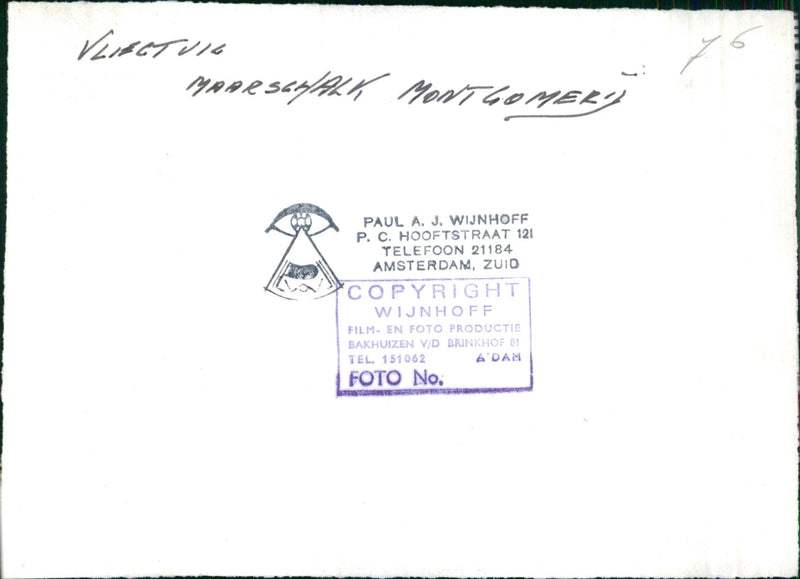 VLIEGTUIG
76
MAARSCHALK MONTGOMERIJ
PAUL A. J. WIJNHOFF
P. C. HOOFTSTRAAT 121
TELEFOON 21184
AMSTERDAM, ZUID
COPYRIGHT
WIJNHOFF
FILM- EN FOTO PRODUCTIE
BAKHUIZEN V/D BRINKHOF 81
TEL. 151062 A'DAM
FOTO No.